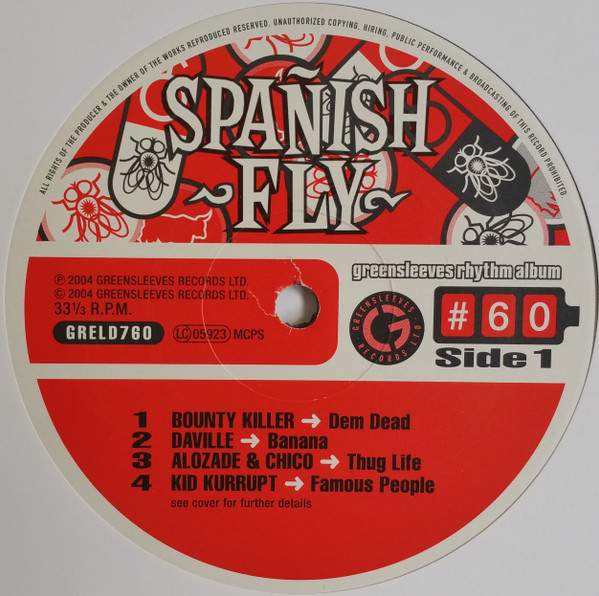 ALL RIGHTS OF THE PRODUCER & THE OWNER OF THE WORKS REPRODUCED RESERVED. UNAUTHORIZED COPYING, HIRING, PUBLIC PERFORMANCE & BROADCASTING OF THIS RECORD PROHIBITED
SPAÑISH
~FLY~
℗ 2004 GREENSLEEVES RECORDS LTD.
© 2004 GREENSLEEVES RECORDS LTD.
33⅓ R.P.M.
GRELD760 LC 05923 MCPS
greensleeves rhythm album
GREENSLEEVES RECORDS LTD
G
#60
Side 1
1 BOUNTY KILLER ➔ Dem Dead
2 DAVILLE ➔ Banana
3 ALOZADE & CHICO ➔ Thug Life
4 KID KURRUPT ➔ Famous People
see cover for further details